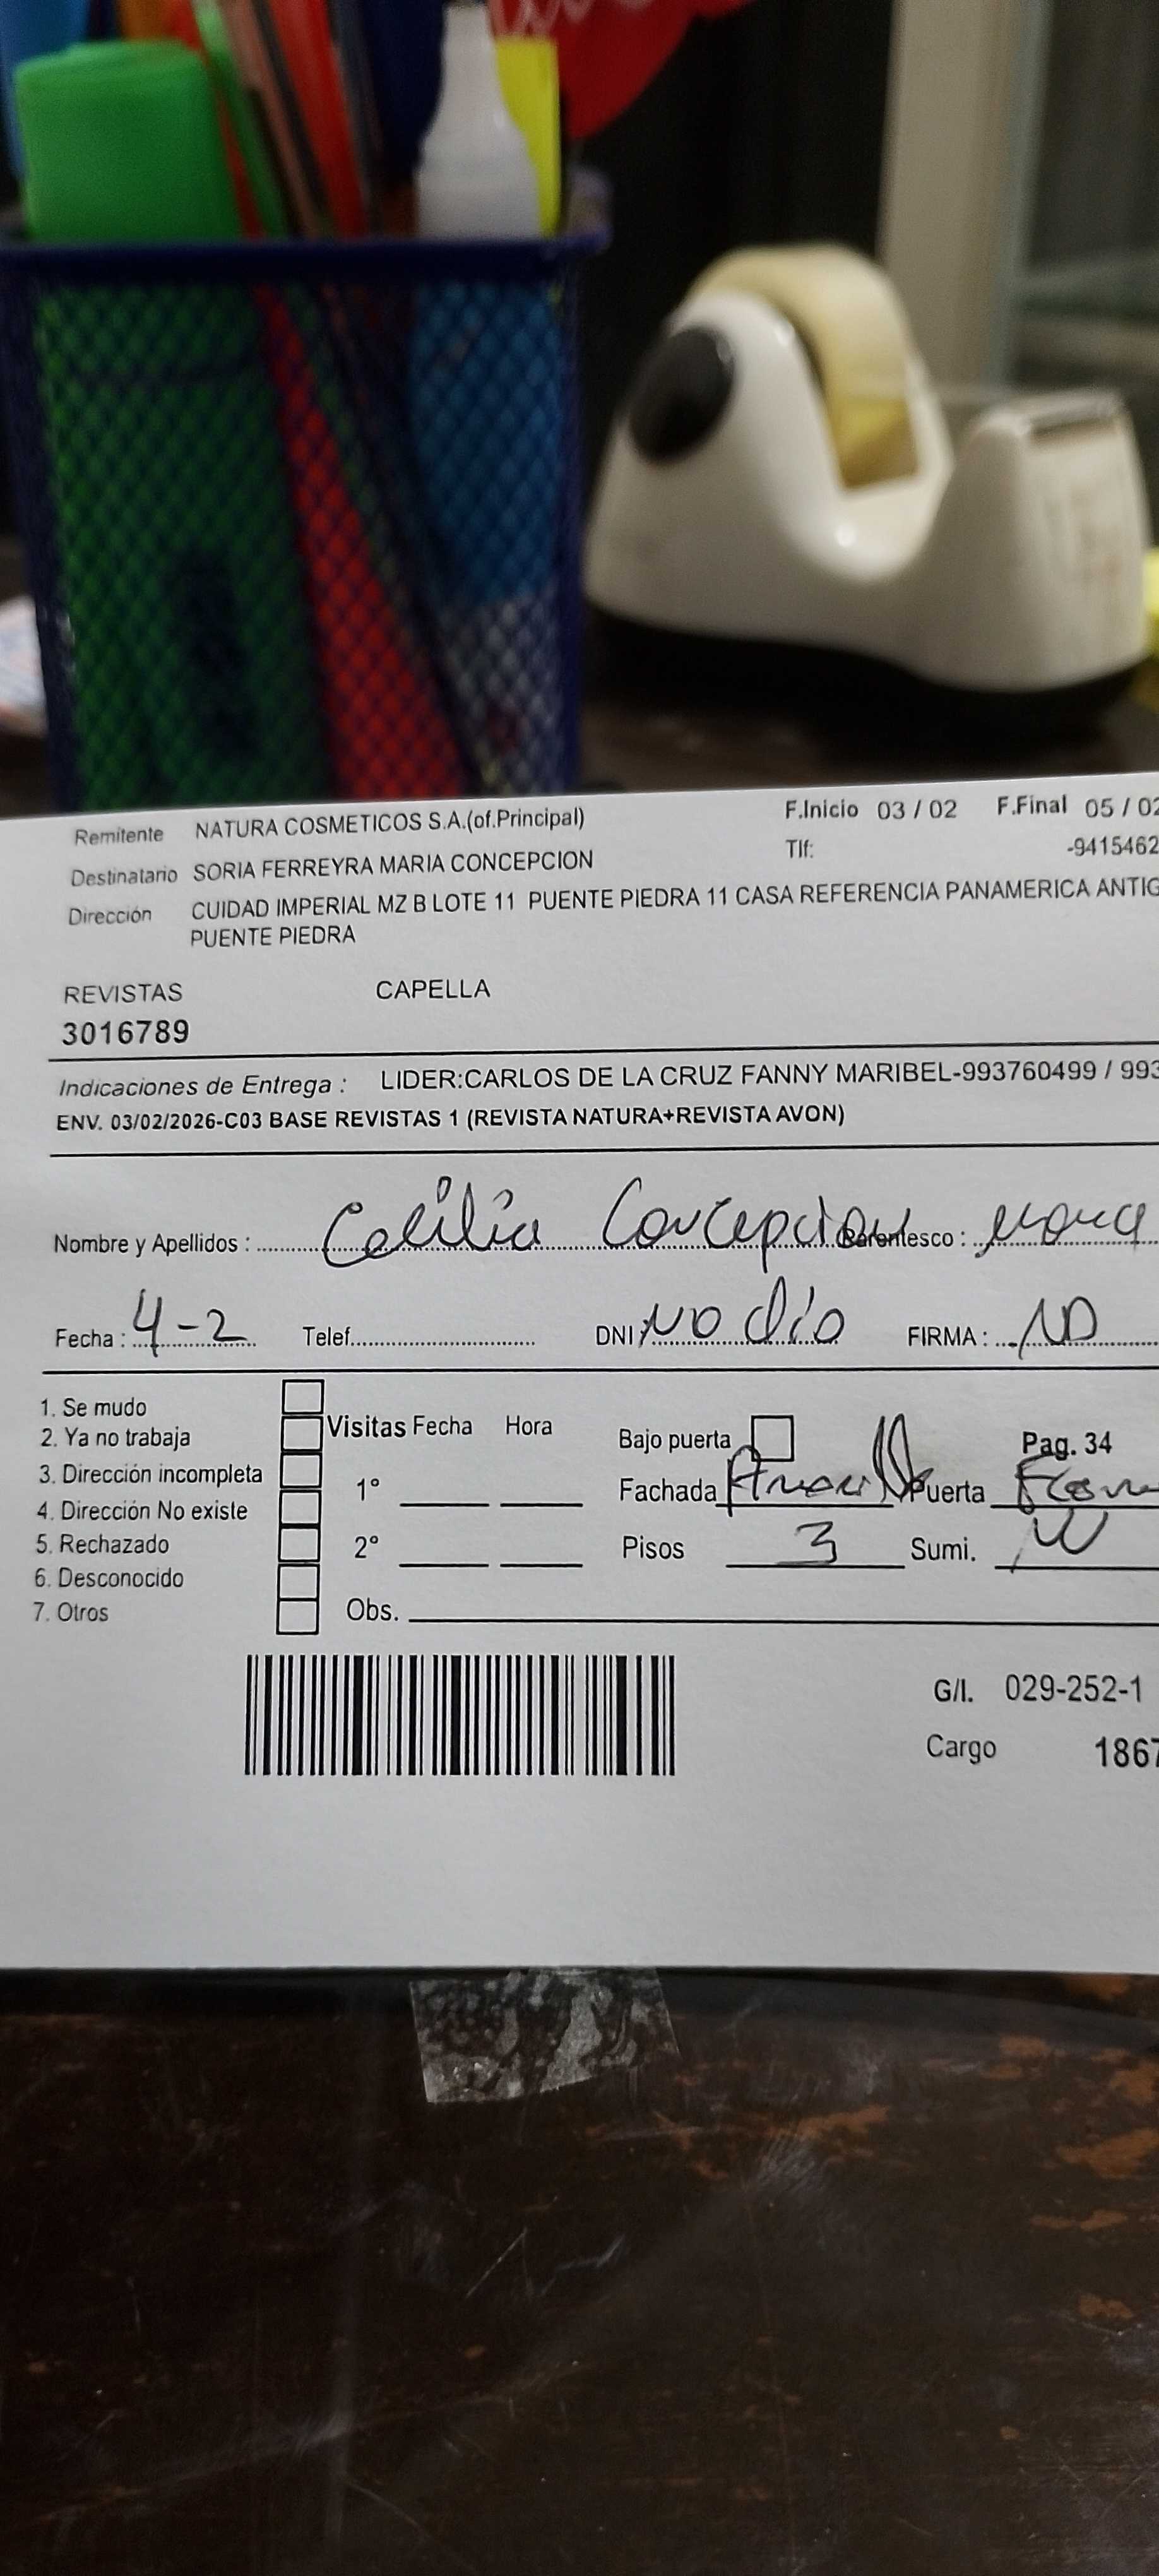 Remitente NATURA COSMETICOS S.A.(of.Principal) F.Inicio 03 / 02 F.Final 05 / 02
Destinatario SORIA FERREYRA MARIA CONCEPCION Tlf: -9415462
Dirección CUIDAD IMPERIAL MZ B LOTE 11 PUENTE PIEDRA 11 CASA REFERENCIA PANAMERICA ANTIG
PUENTE PIEDRA
REVISTAS CAPELLA
3016789
Indicaciones de Entrega : LIDER:CARLOS DE LA CRUZ FANNY MARIBEL-993760499 / 993
ENV. 03/02/2026-C03 BASE REVISTAS 1 (REVISTA NATURA+REVISTA AVON)
Nombre y Apellidos : Cecilia Concepcion Parentesco :
Fecha : 4-2 Telef. DNI: NO dio FIRMA : ND
1. Se mudo
2. Ya no trabaja Visitas Fecha Hora Bajo puerta Pag. 34
3. Dirección incompleta 1° Fachada Amarillo Puerta
4. Dirección No existe
5. Rechazado 2° Pisos 3 Sumi.
6. Desconocido
7. Otros Obs.
G/I. 029-252-1
Cargo 1867